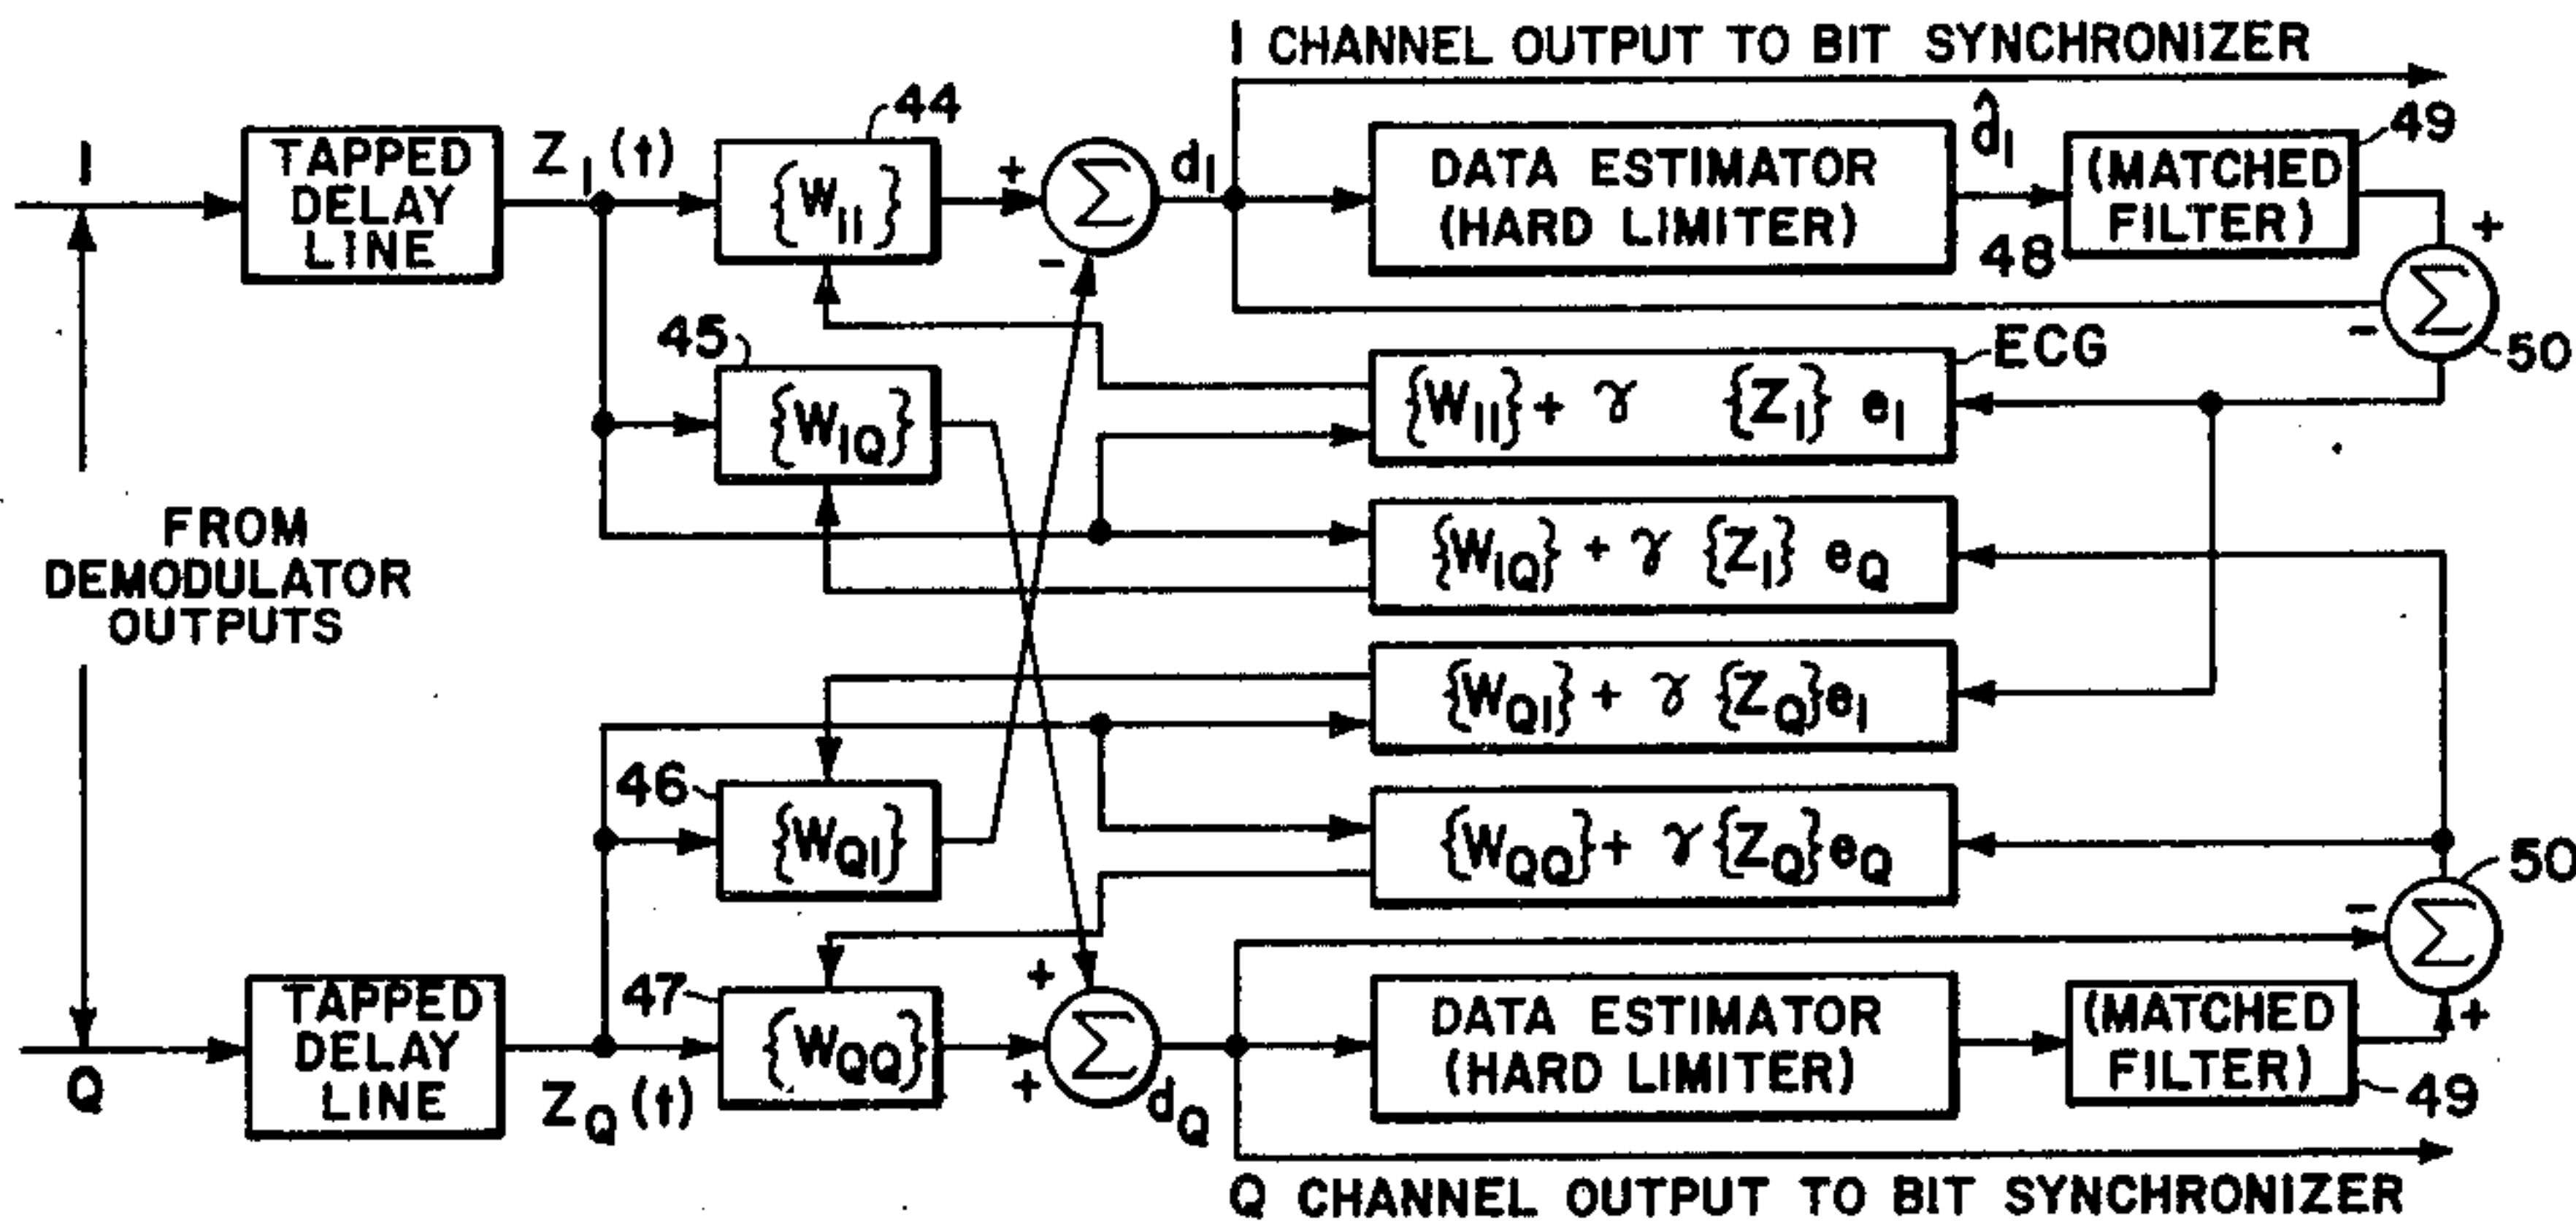 I CHANNEL OUTPUT TO BIT SYNCHRONIZER
I
TAPPED
DELAY
LINE
Z_I(t)
44
{W_II}
+
-
Σ
d_I
DATA ESTIMATOR
(HARD LIMITER)
d̂_I
48
49
(MATCHED
FILTER)
+
-
Σ
50
45
{W_IQ}
ECG
{W_II} + γ {Z_I} e_I
{W_IQ} + γ {Z_I} e_Q
{W_QI} + γ {Z_Q} e_I
{W_QQ} + γ {Z_Q} e_Q
FROM
DEMODULATOR
OUTPUTS
46
{W_QI}
47
{W_QQ}
Q
TAPPED
DELAY
LINE
Z_Q(t)
+
+
Σ
d_Q
DATA ESTIMATOR
(HARD LIMITER)
(MATCHED
FILTER)
49
-
+
Σ
50
Q CHANNEL OUTPUT TO BIT SYNCHRONIZER